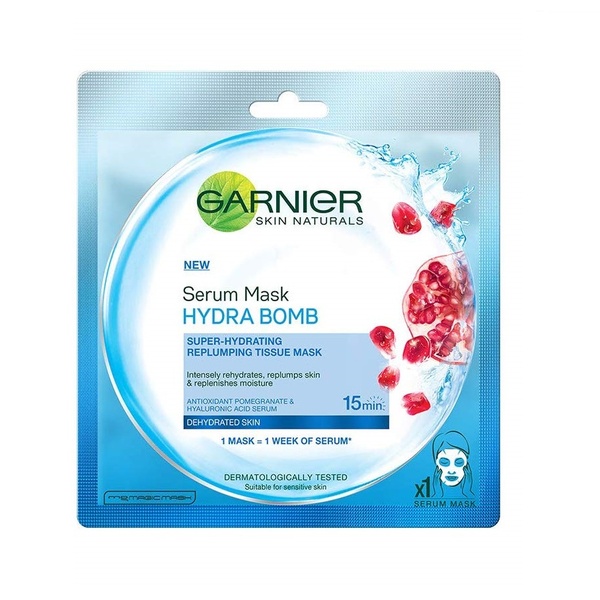 GARNIER
SKIN NATURALS
NEW
Serum Mask
HYDRA BOMB
SUPER-HYDRATING
REPLUMPING TISSUE MASK
Intensely rehydrates, replumps skin
& replenishes moisture
ANTIOXIDANT POMEGRANATE &
HYALURONIC ACID SERUM
15min
DEHYDRATED SKIN
1 MASK = 1 WEEK OF SERUM*
DERMATOLOGICALLY TESTED
Suitable for sensitive skin
x1
SERUM MASK